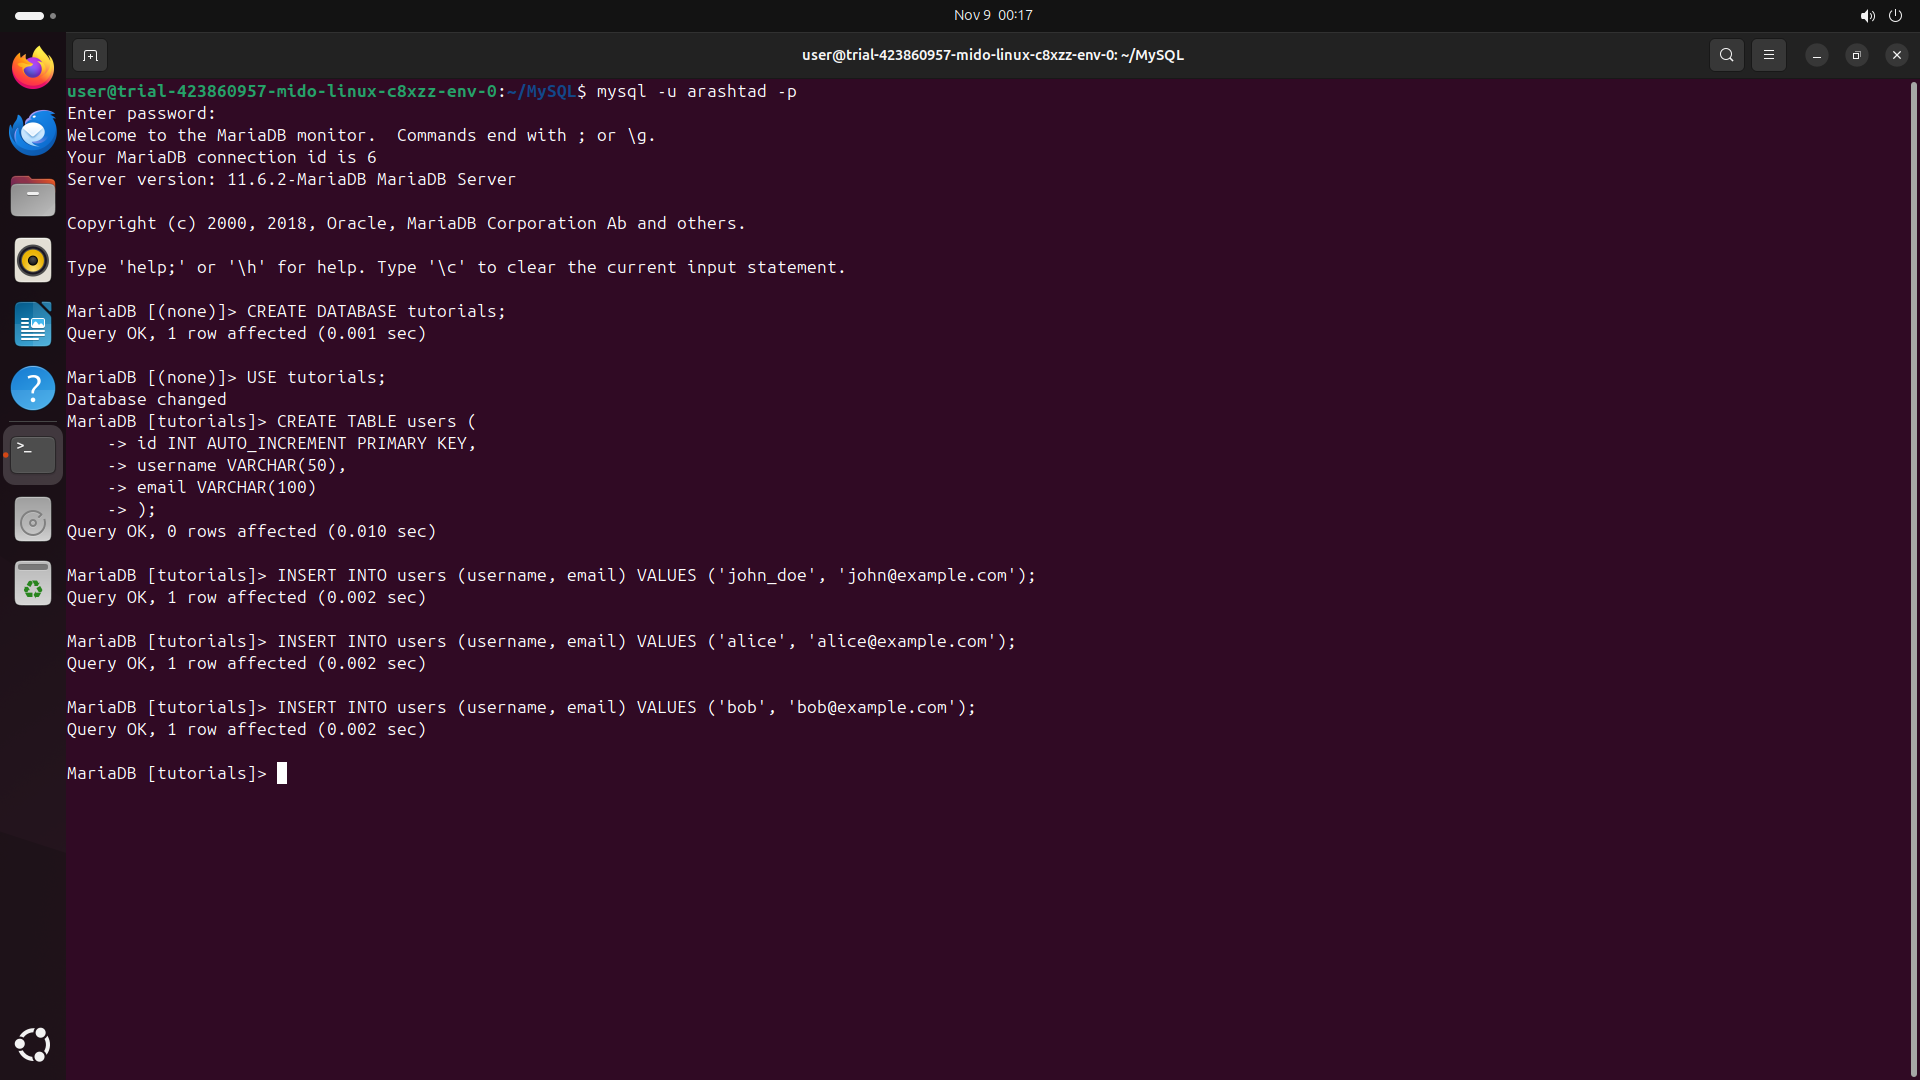 Nov 9 00:17
user@trial-423860957-mido-linux-c8xzz-env-0: ~/MySQL
user@trial-423860957-mido-linux-c8xzz-env-0:~/MySQL$ mysql -u arashtad -p
Enter password:
Welcome to the MariaDB monitor.  Commands end with ; or \g.
Your MariaDB connection id is 6
Server version: 11.6.2-MariaDB MariaDB Server
Copyright (c) 2000, 2018, Oracle, MariaDB Corporation Ab and others.
Type 'help;' or '\h' for help. Type '\c' to clear the current input statement.
MariaDB [(none)]> CREATE DATABASE tutorials;
Query OK, 1 row affected (0.001 sec)
MariaDB [(none)]> USE tutorials;
Database changed
MariaDB [tutorials]> CREATE TABLE users (
    -> id INT AUTO_INCREMENT PRIMARY KEY,
    -> username VARCHAR(50),
    -> email VARCHAR(100)
    -> );
Query OK, 0 rows affected (0.010 sec)
MariaDB [tutorials]> INSERT INTO users (username, email) VALUES ('john_doe', 'john@example.com');
Query OK, 1 row affected (0.002 sec)
MariaDB [tutorials]> INSERT INTO users (username, email) VALUES ('alice', 'alice@example.com');
Query OK, 1 row affected (0.002 sec)
MariaDB [tutorials]> INSERT INTO users (username, email) VALUES ('bob', 'bob@example.com');
Query OK, 1 row affected (0.002 sec)
MariaDB [tutorials]>